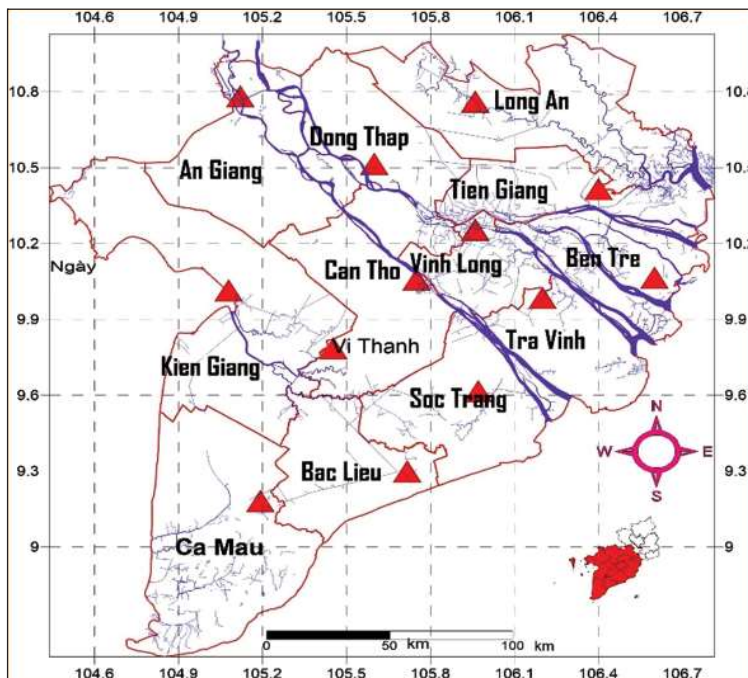 104.6 104.9 105.2 105.5 105.8 106.1 106.4 106.7
10.8 10.8
Long An
Dong Thap
10.5 An Giang 10.5
Tien Giang
10.2 10.2
Ngày Can Tho Vinh Long Ben Tre
9.9 9.9
Vi Thanh Tra Vinh
Kien Giang
9.6 Soc Trang 9.6
N
W E
S
9.3 Bac Lieu 9.3
9 Ca Mau 9
0 50 km 100 km
104.6 104.9 105.2 105.5 105.8 106.1 106.4 106.7